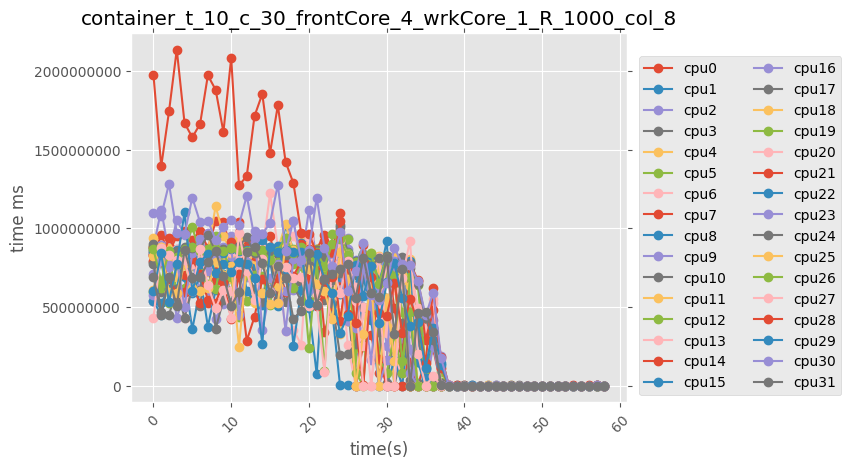 container_t_10_c_30_frontCore_4_wrkCore_1_R_1000_col_8
time ms
2000000000
1500000000
1000000000
500000000
0
0
10
20
30
40
50
60
time(s)
cpu0
cpu1
cpu2
cpu3
cpu4
cpu5
cpu6
cpu7
cpu8
cpu9
cpu10
cpu11
cpu12
cpu13
cpu14
cpu15
cpu16
cpu17
cpu18
cpu19
cpu20
cpu21
cpu22
cpu23
cpu24
cpu25
cpu26
cpu27
cpu28
cpu29
cpu30
cpu31